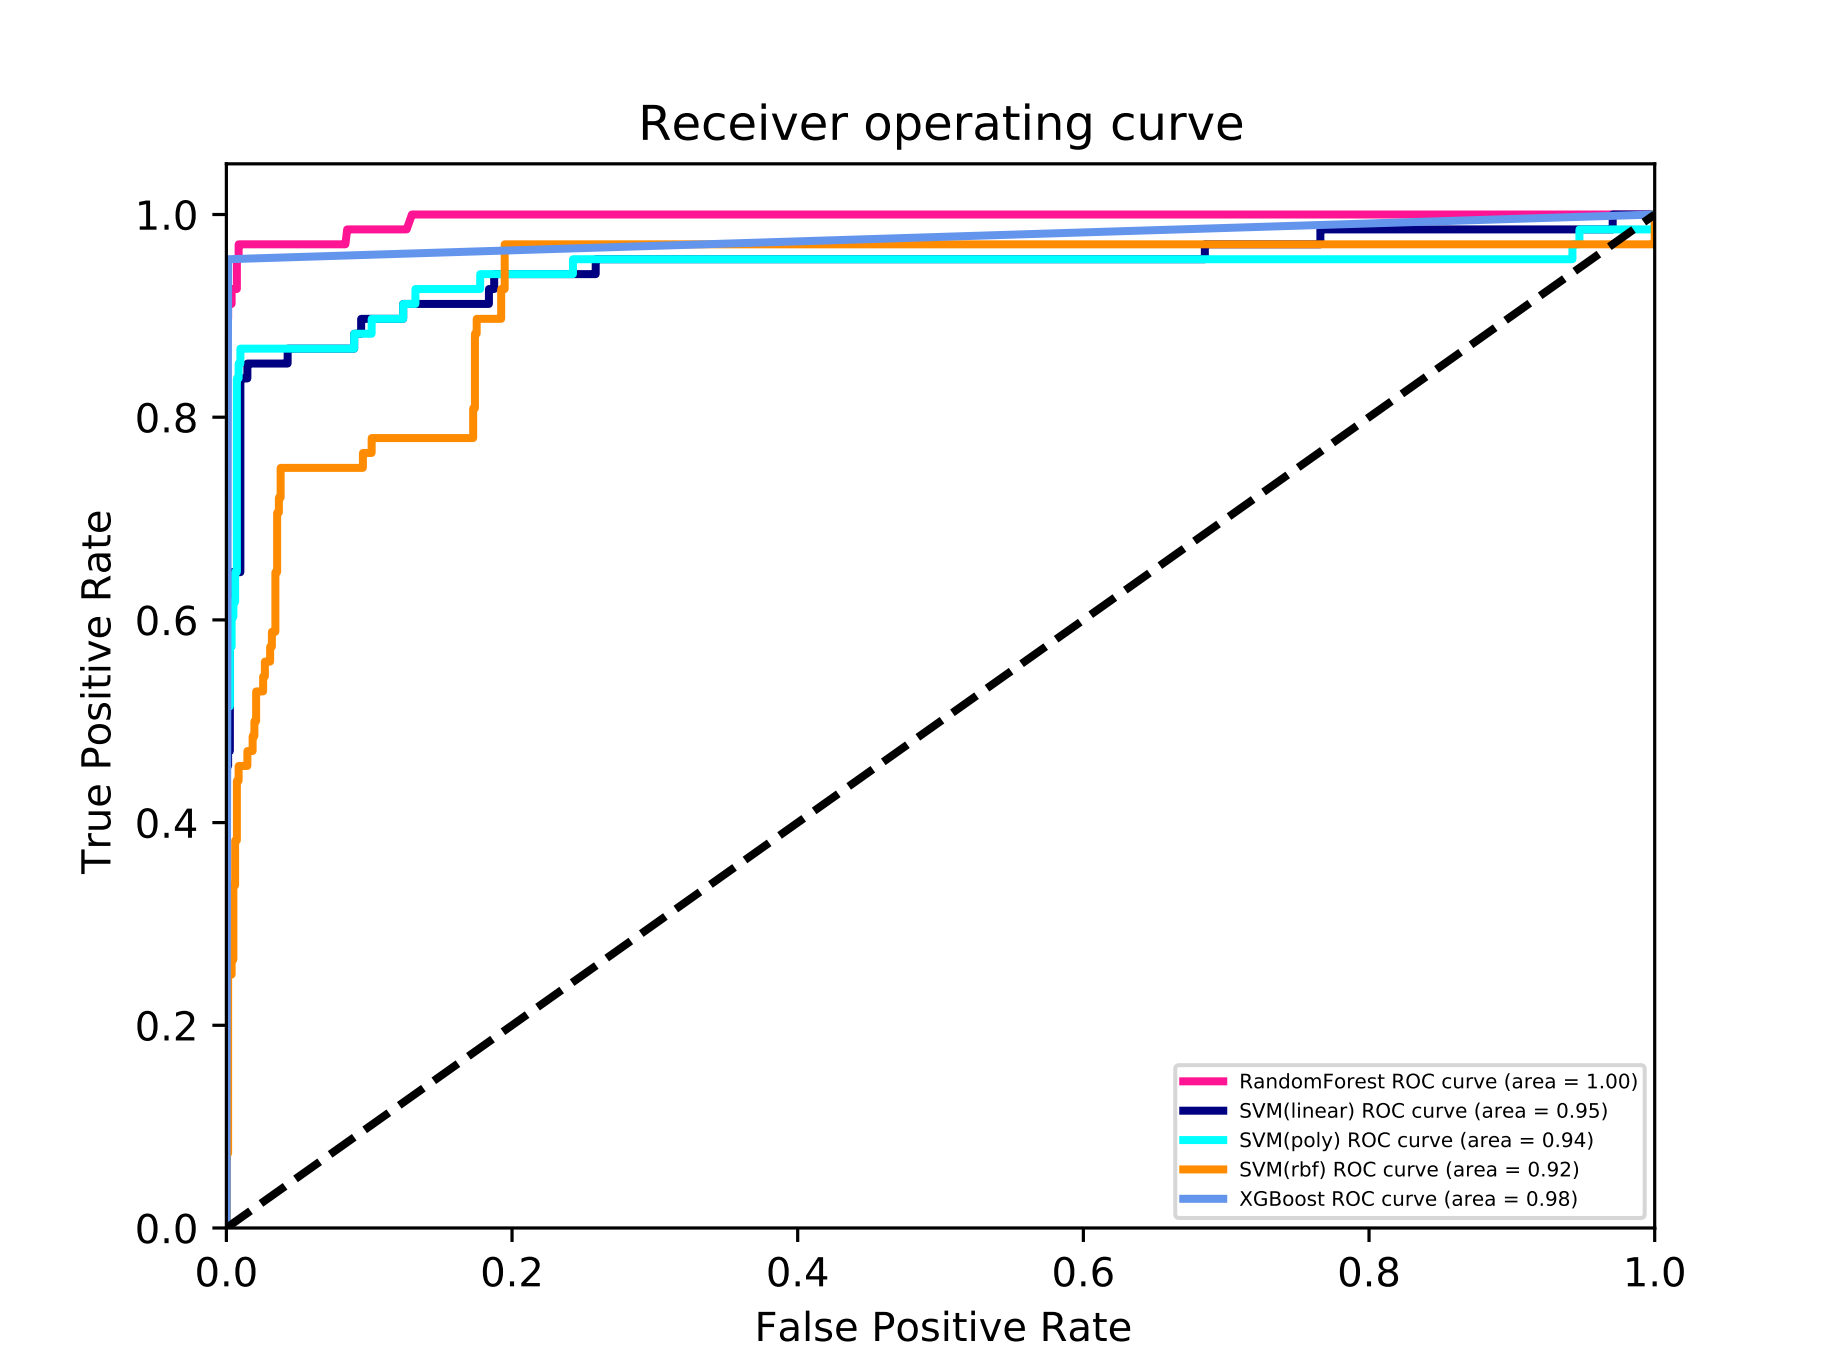 Receiver operating curve
1.0
0.8
0.6
0.4
0.2
0.0
True Positive Rate
0.0 0.2 0.4 0.6 0.8 1.0
False Positive Rate
RandomForest ROC curve (area = 1.00)
SVM(linear) ROC curve (area = 0.95)
SVM(poly) ROC curve (area = 0.94)
SVM(rbf) ROC curve (area = 0.92)
XGBoost ROC curve (area = 0.98)